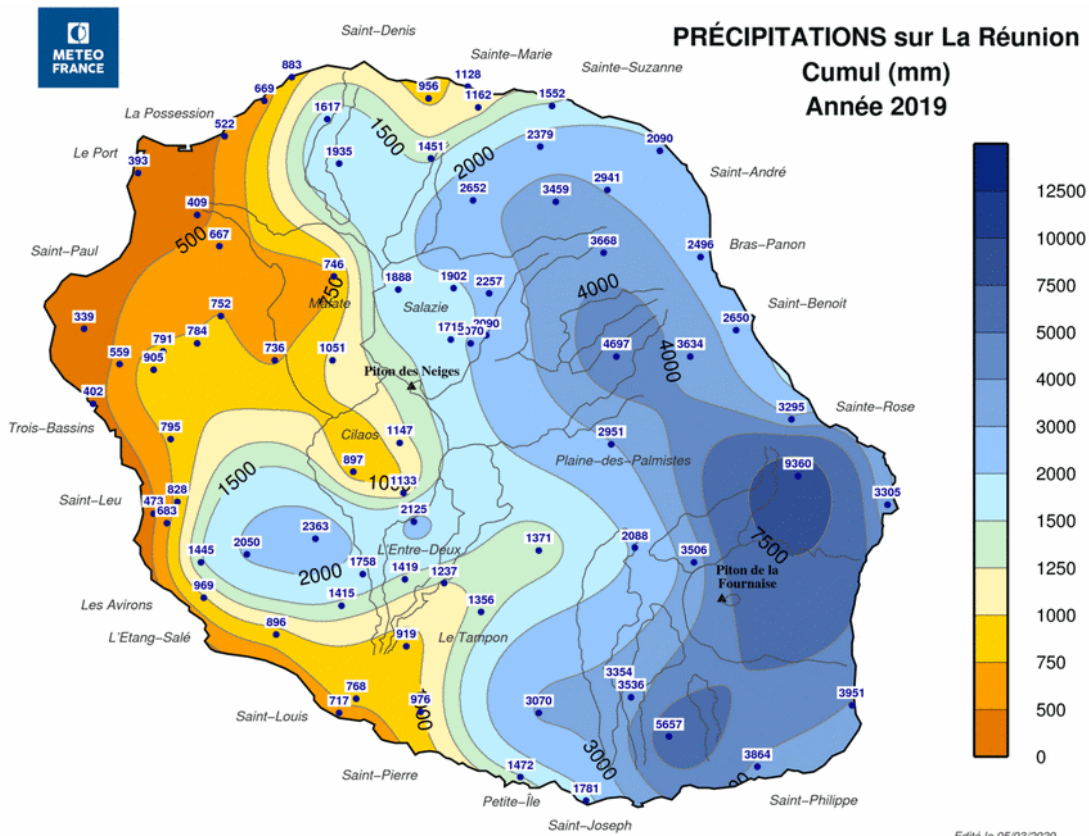 METEO
FRANCE
PRÉCIPITATIONS sur La Réunion
Cumul (mm)
Année 2019
Saint-Denis
Sainte-Marie
Sainte-Suzanne
883
1128
956
669
1162
1552
La Possession
1617
522
1500
Le Port
1451
2379
2090
393
1935
2000
Saint-André
2652
3459
2941
409
500
667
Saint-Paul
3668
2496
Bras-Panon
746
1888
1902
2257
4000
Mafate
Salazie
Saint-Benoit
752
339
1715
2090
2650
791
784
736
1051
4697
3634
4000
559
905
Piton des Neiges
402
3295
Sainte-Rose
Trois-Bassins
795
Cilaos
1147
2951
Plaine-des-Palmistes
897
9360
1500
1133
Saint-Leu
828
473
683
3305
2125
7500
2363
2050
L'Entre-Deux
1371
2088
3506
1445
2000
1758
1419
1237
Piton de la
Fournaise
969
1415
1356
Les Avirons
896
919
Le Tampon
L'Etang-Salé
3354
3536
768
976
717
3070
3951
Saint-Louis
5657
3000
3864
Saint-Pierre
1472
1781
Petite-Île
Saint-Philippe
Saint-Joseph
12500
10000
7500
5000
4000
3000
2000
1500
1250
1000
750
500
0